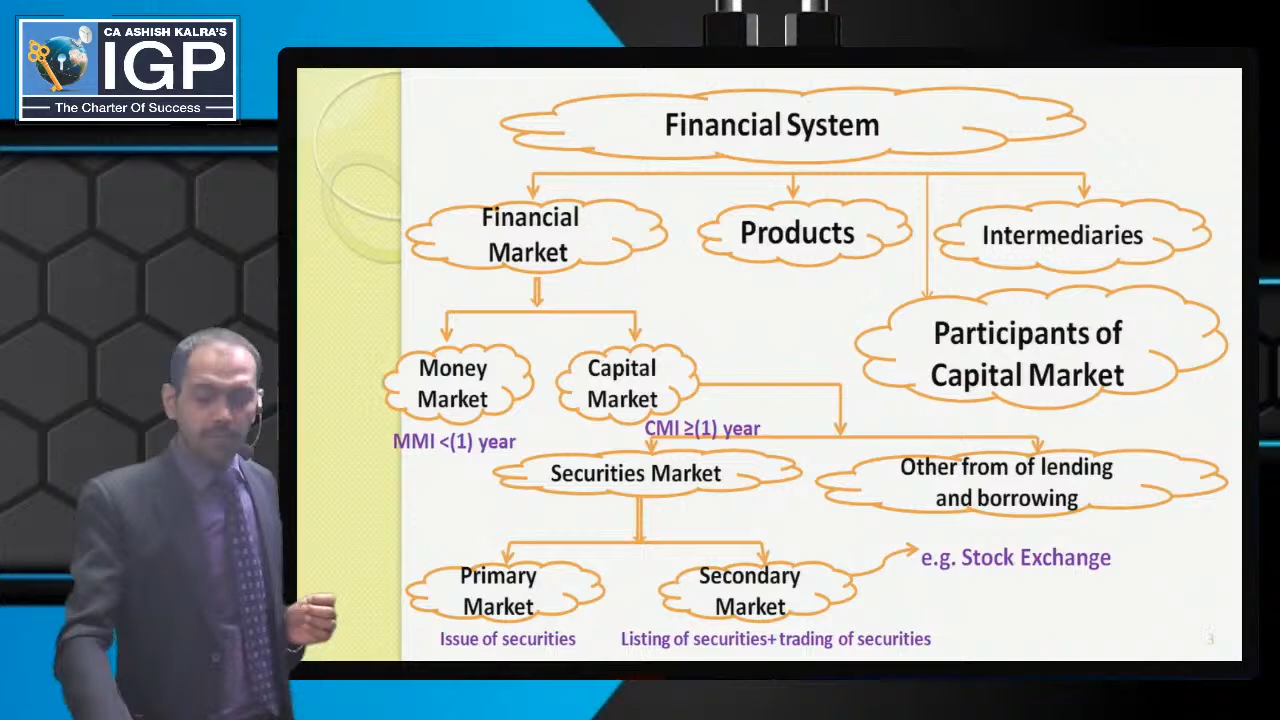 CA ASHISH KALRA'S
IGP
The Charter Of Success
Financial System
Financial
Market
Products
Intermediaries
Participants of
Capital Market
Money
Market
Capital
Market
MMI <(1) year
CMI ≥(1) year
Securities Market
Other from of lending
and borrowing
Primary
Market
Secondary
Market
e.g. Stock Exchange
Issue of securities
Listing of securities+ trading of securities
3